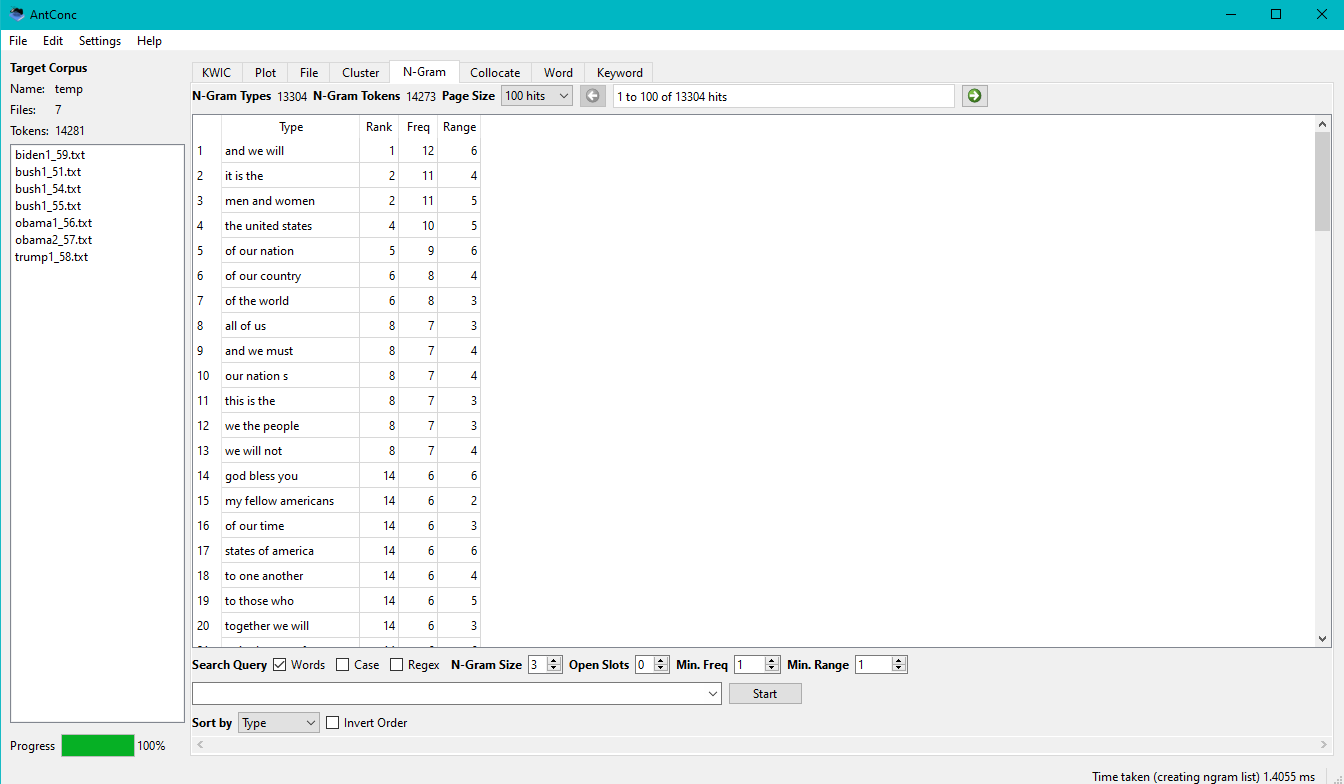 AntConc
File Edit Settings Help
Target Corpus
Name: temp
Files: 7
Tokens: 14281
biden1_59.txt
bush1_51.txt
bush1_54.txt
bush1_55.txt
obama1_56.txt
obama2_57.txt
trump1_58.txt
Progress 100%
KWIC Plot File Cluster N-Gram Collocate Word Keyword
N-Gram Types 13304 N-Gram Tokens 14273 Page Size 100 hits 1 to 100 of 13304 hits
Type Rank Freq Range
1 and we will 1 12 6
2 it is the 2 11 4
3 men and women 2 11 5
4 the united states 4 10 5
5 of our nation 5 9 6
6 of our country 6 8 4
7 of the world 6 8 3
8 all of us 8 7 3
9 and we must 8 7 4
10 our nation s 8 7 4
11 this is the 8 7 3
12 we the people 8 7 3
13 we will not 8 7 4
14 god bless you 14 6 6
15 my fellow americans 14 6 2
16 of our time 14 6 3
17 states of america 14 6 6
18 to one another 14 6 4
19 to those who 14 6 5
20 together we will 14 6 3
Search Query Words Case Regex N-Gram Size 3 Open Slots 0 Min. Freq 1 Min. Range 1
Start
Sort by Type Invert Order
Time taken (creating ngram list) 1.4055 ms